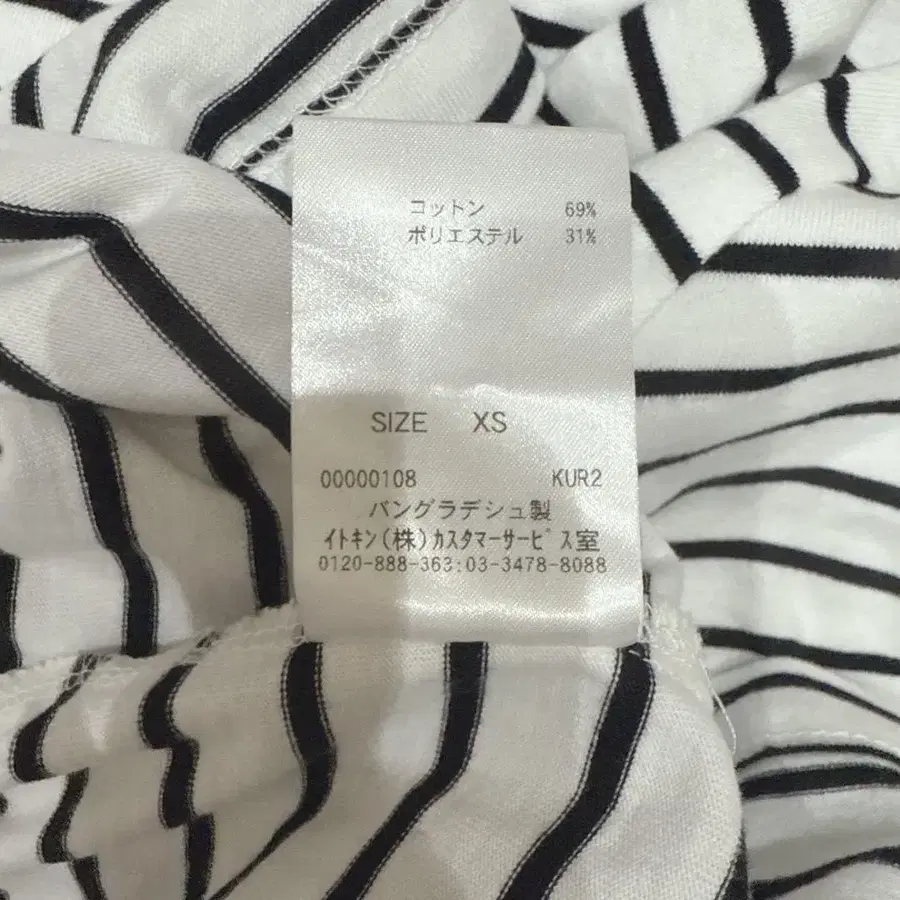 コットン 69%
ポリエステル 31%
SIZE XS
00000108 KUR2
バングラデシュ製
ｲﾄｷﾝ(株)ｶｽﾀﾏｰｻｰﾋﾞｽ室
0120-888-363:03-3478-8088